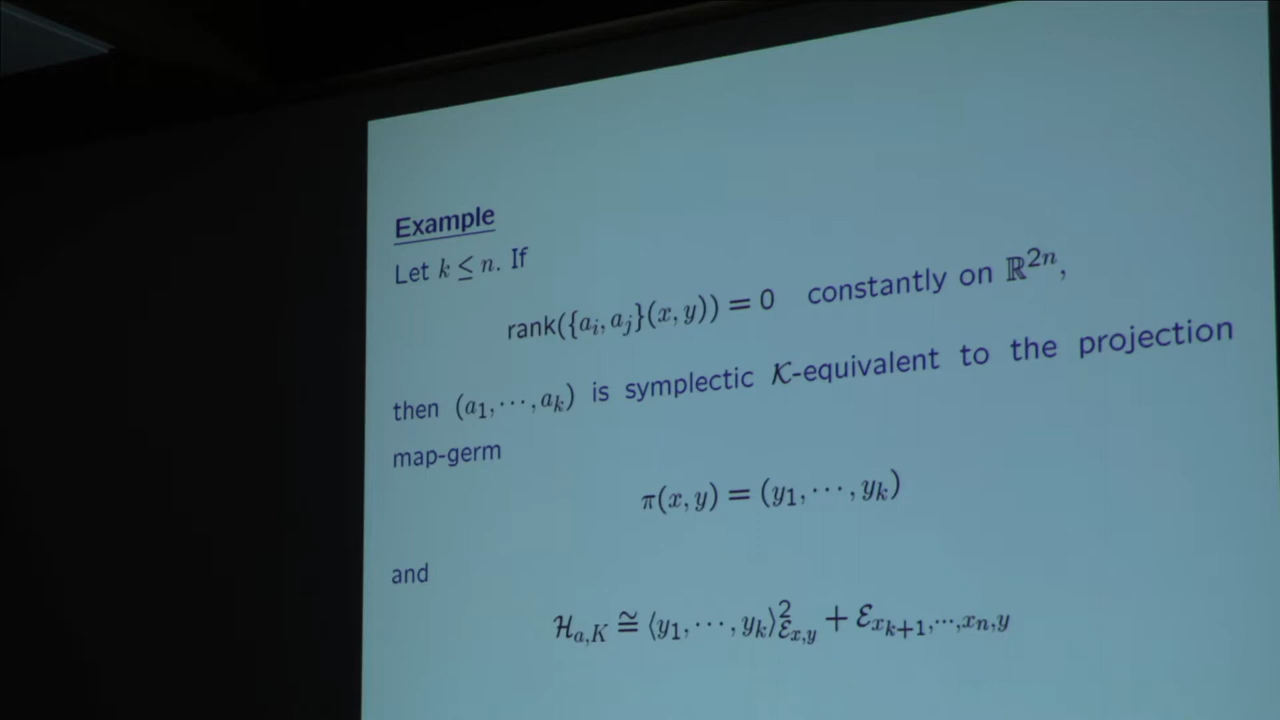 Example
Let k ≤ n. If
rank({a_i, a_j}(x, y)) = 0 constantly on ℝ^{2n},
then (a_1, ⋯, a_k) is symplectic 𝒦-equivalent to the projection
map-germ
π(x, y) = (y_1, ⋯, y_k)
and
ℋ_{a,K} ≅ ⟨y_1, ⋯, y_k⟩²_{ℰ_{x,y}} + ℰ_{x_{k+1},⋯,x_n,y}